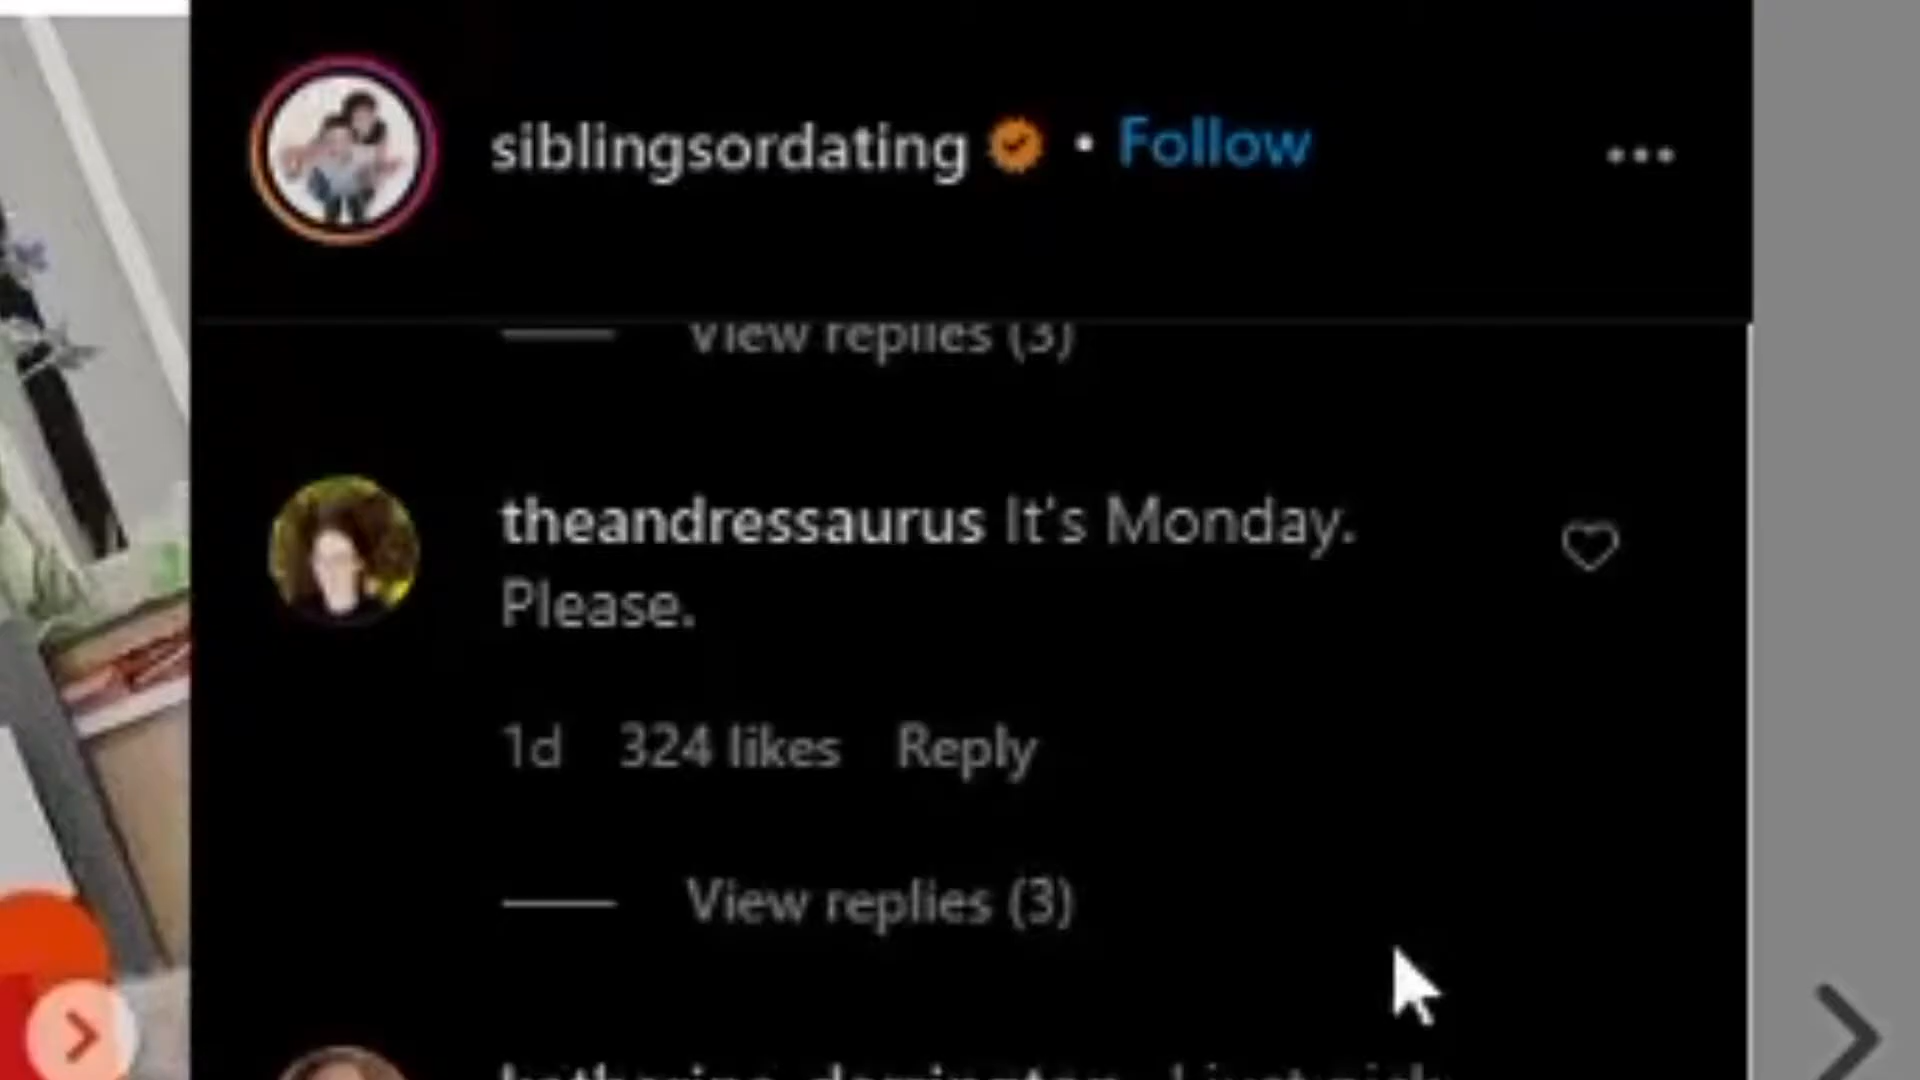 siblingsordating • Follow
View replies (3)
theandressaurus It's Monday.
Please.
1d 324 likes Reply
View replies (3)